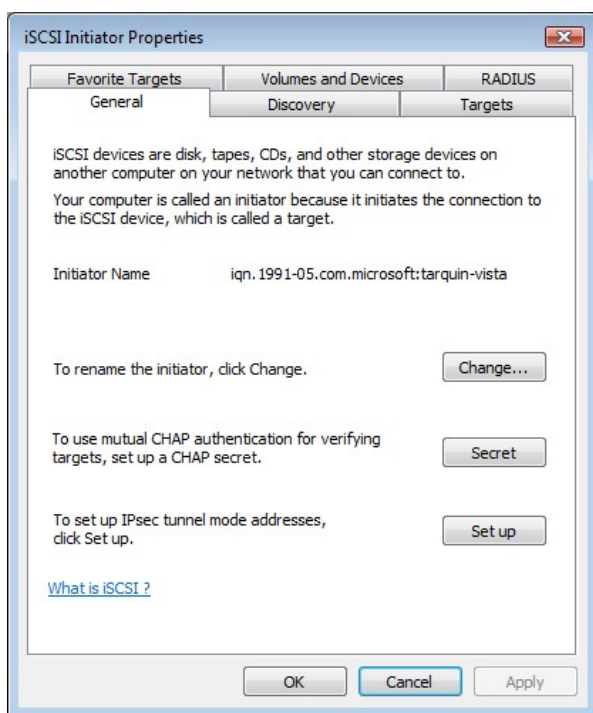 iSCSI Initiator Properties
Favorite Targets
Volumes and Devices
RADIUS
General
Discovery
Targets
iSCSI devices are disk, tapes, CDs, and other storage devices on
another computer on your network that you can connect to.
Your computer is called an initiator because it initiates the connection to
the iSCSI device, which is called a target.
Initiator Name iqn.1991-05.com.microsoft:tarquin-vista
To rename the initiator, click Change.
Change...
To use mutual CHAP authentication for verifying
targets, set up a CHAP secret.
Secret
To set up IPsec tunnel mode addresses,
click Set up.
Set up
What is iSCSI ?
OK
Cancel
Apply